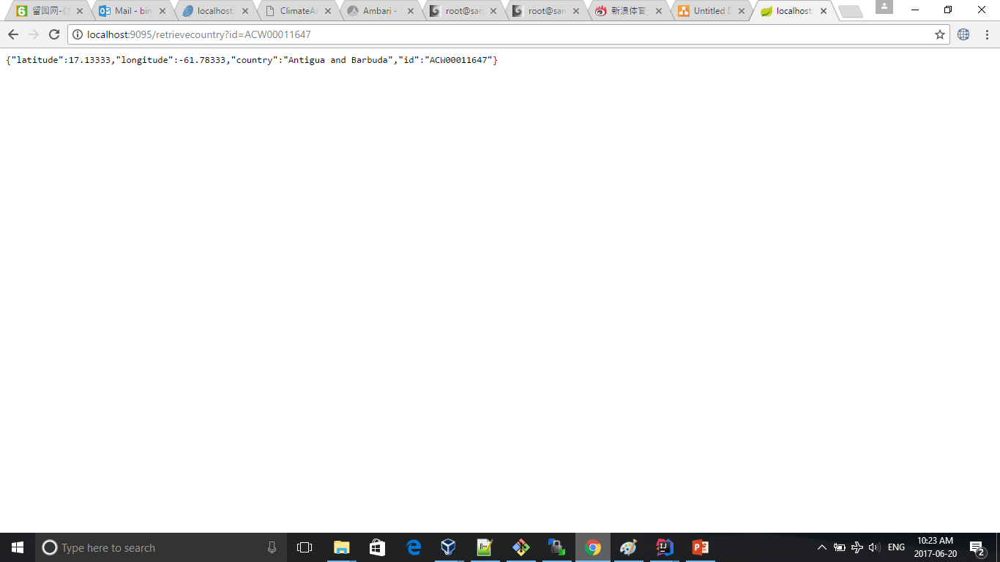 留园网-
Mail - bin
localhost:
ClimateAn
Ambari -
root@san
root@san
新浪体育_
Untitled D
localhost:
localhost:9095/retrievecountry?id=ACW00011647
{"latitude":17.13333,"longitude":-61.78333,"country":"Antigua and Barbuda","id":"ACW00011647"}
Type here to search
ENG
10:23 AM
2017-06-20
2